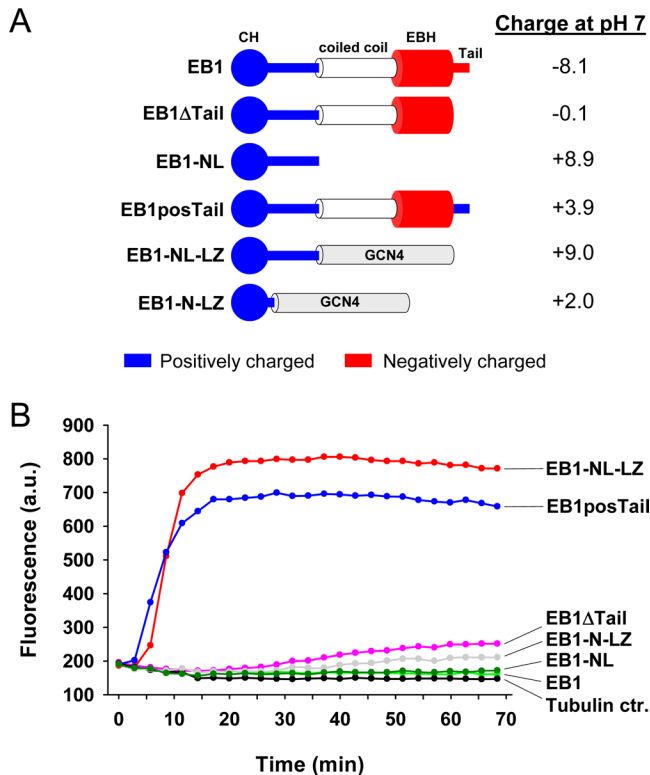 A
Charge at pH 7
CH
coiled coil
EBH
Tail
EB1
-8.1
EB1ΔTail
-0.1
EB1-NL
+8.9
EB1posTail
+3.9
EB1-NL-LZ
GCN4
+9.0
EB1-N-LZ
GCN4
+2.0
Positively charged
Negatively charged
B
Fluorescence (a.u.)
900
800
700
600
500
400
300
200
100
EB1-NL-LZ
EB1posTail
EB1ΔTail
EB1-N-LZ
EB1-NL
EB1
Tubulin ctr.
0 10 20 30 40 50 60 70
Time (min)